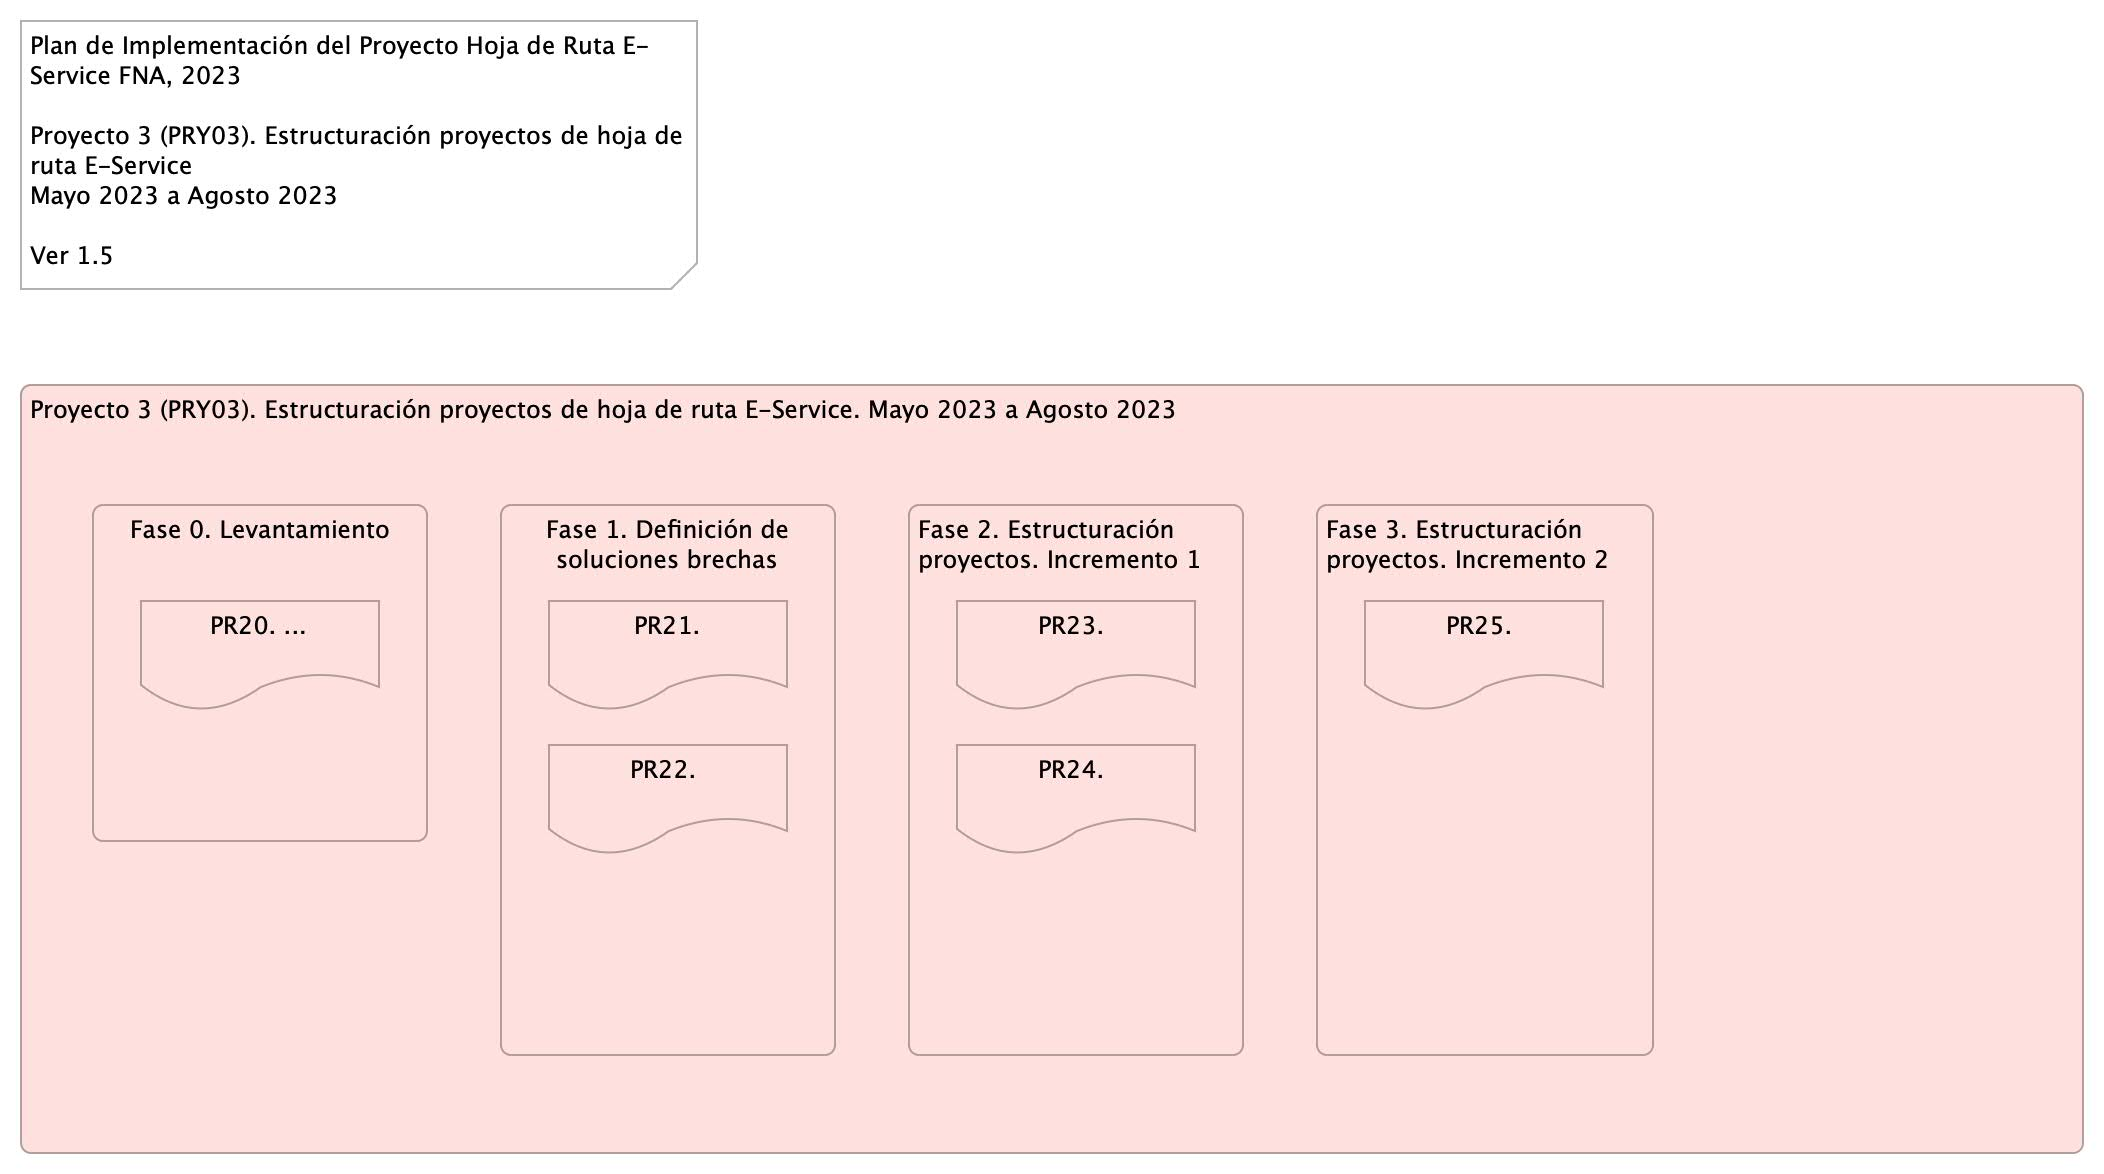 Plan de Implementación del Proyecto Hoja de Ruta E-
Service FNA, 2023
Proyecto 3 (PRY03). Estructuración proyectos de hoja de
ruta E-Service
Mayo 2023 a Agosto 2023
Ver 1.5
Proyecto 3 (PRY03). Estructuración proyectos de hoja de ruta E-Service. Mayo 2023 a Agosto 2023
Fase 0. Levantamiento
PR20. ...
Fase 1. Definición de
soluciones brechas
PR21.
PR22.
Fase 2. Estructuración
proyectos. Incremento 1
PR23.
PR24.
Fase 3. Estructuración
proyectos. Incremento 2
PR25.